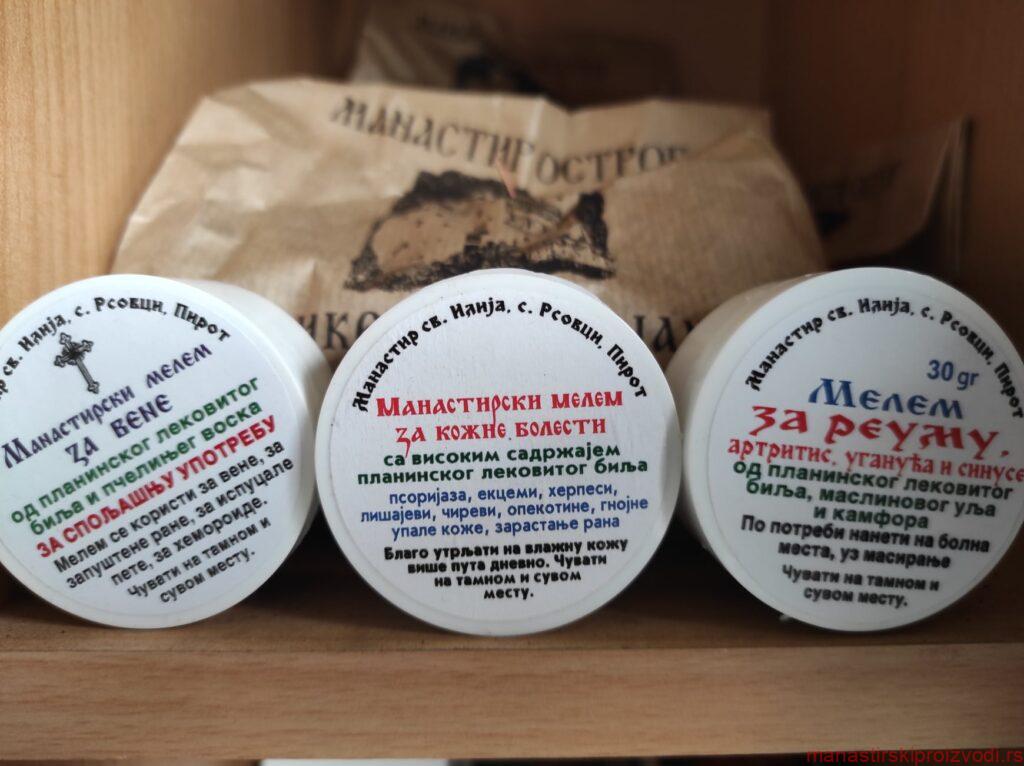 МАНАСТИР ОСТРОГ
р св. Илија, с. Рсовци, Пирот
Манастирски мелем
за вене
од планинског лековитог
биља и пчелињег воска
ЗА СПОЉАШЊУ УПОТРЕБУ
Мелем се користи за вене, за
запуштене ране, за испуцале
пете, за хемороиде.
Чувати на тамном и
сувом месту.
Манастир св. Илија, с. Рсовци, Пирот
Манастирски мелем
за кожне болести
са високим садржајем
планинског лековитог биља
псоријаза, екцеми, херпеси,
лишајеви, чиреви, опекотине, гнојне
упале коже, зарастање рана
Благо утрљати на влажну кожу
више пута дневно. Чувати
на тамном и сувом
месту.
Манастир св. Илија, с. Рсовци, Пирот
30 gr
Мелем
за реуму,
артритис, уганућа и синусе
од планинског лековитог
биља, маслиновог уља
и камфора
По потреби нанети на болна
места, уз масирање
Чувати на тамном и
сувом месту.
manastirskiproizvodi.rs